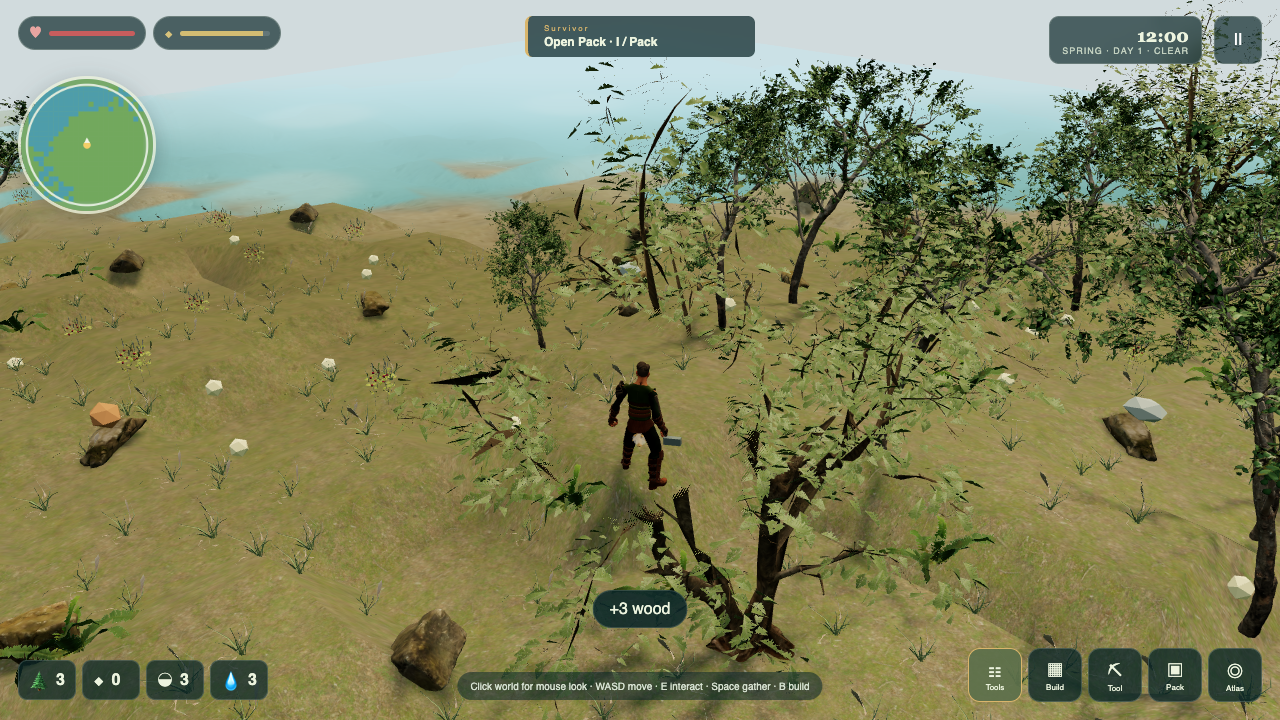 Survivor
Open Pack · I / Pack
12:00
SPRING · DAY 1 · CLEAR
+3 wood
3
0
3
3
Click world for mouse look · WASD move · E interact · Space gather · B build
Tools
Build
Tool
Pack
Atlas